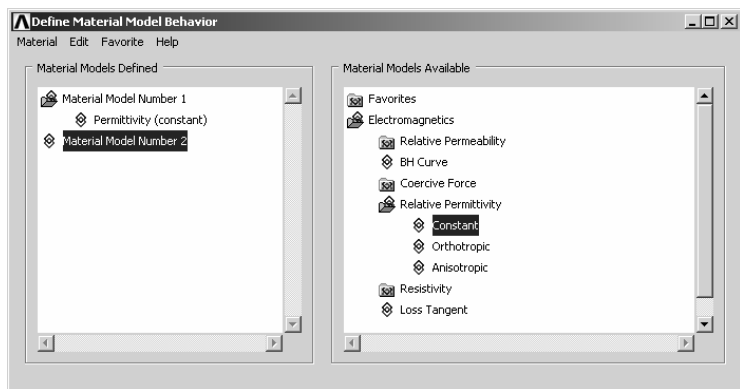 Define Material Model Behavior
Material Edit Favorite Help
Material Models Defined
Material Model Number 1
Permittivity (constant)
Material Model Number 2
Material Models Available
Favorites
Electromagnetics
Relative Permeability
BH Curve
Coercive Force
Relative Permittivity
Constant
Orthotropic
Anisotropic
Resistivity
Loss Tangent